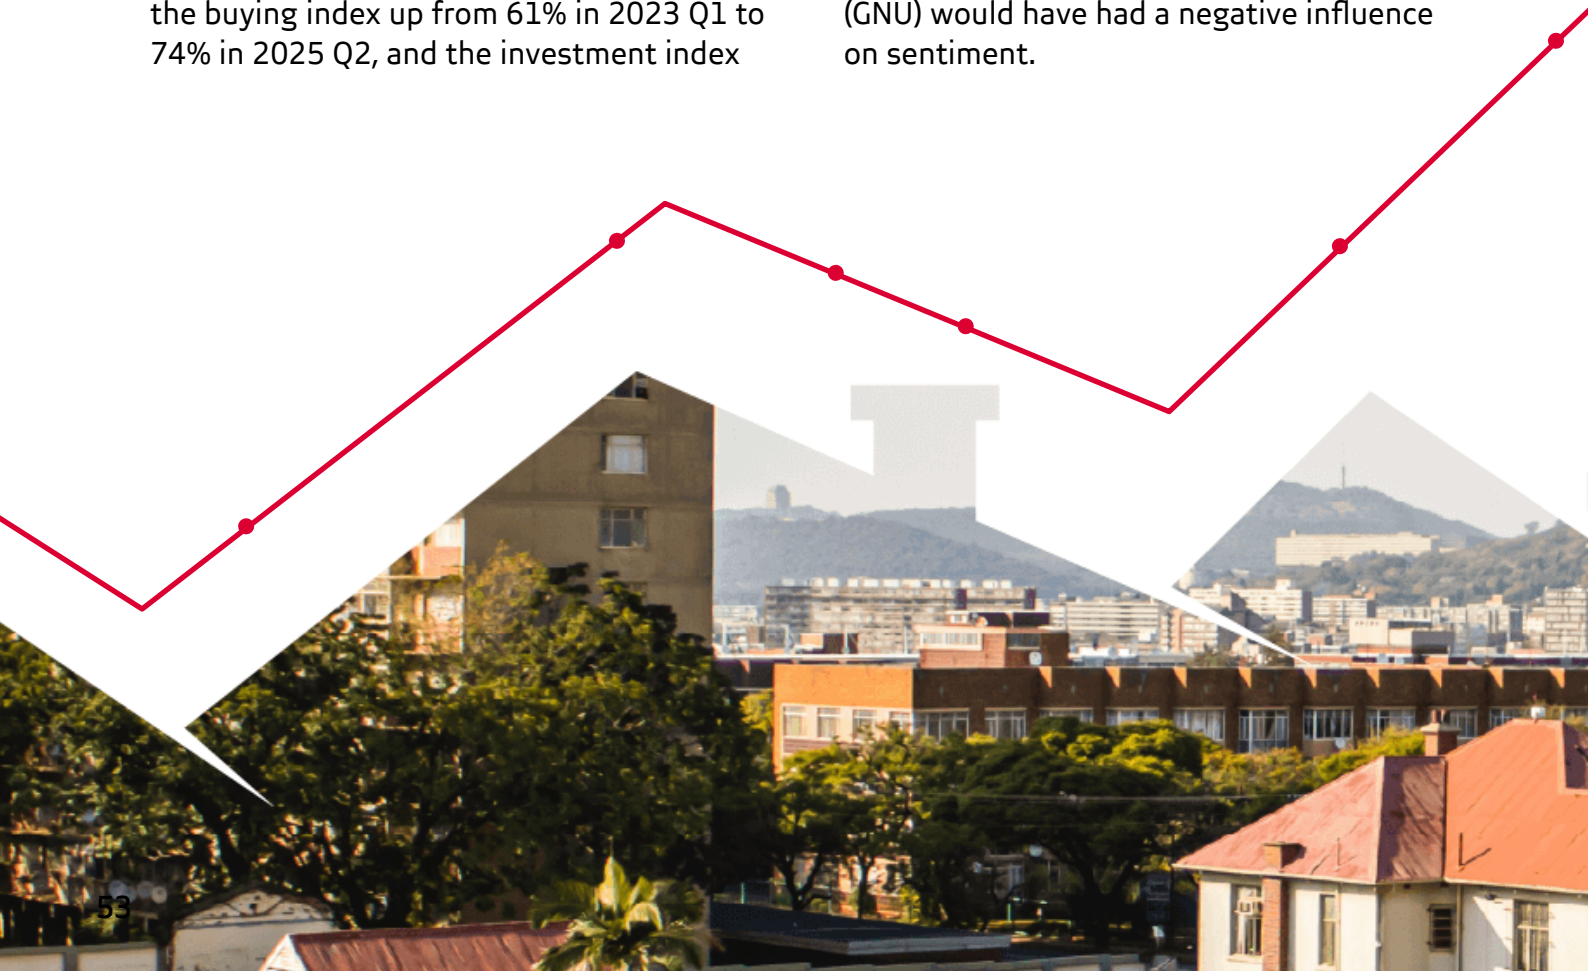 the buying index up from 61% in 2023 Q1 to
74% in 2025 Q2, and the investment index
(GNU) would have had a negative influence
on sentiment.
53